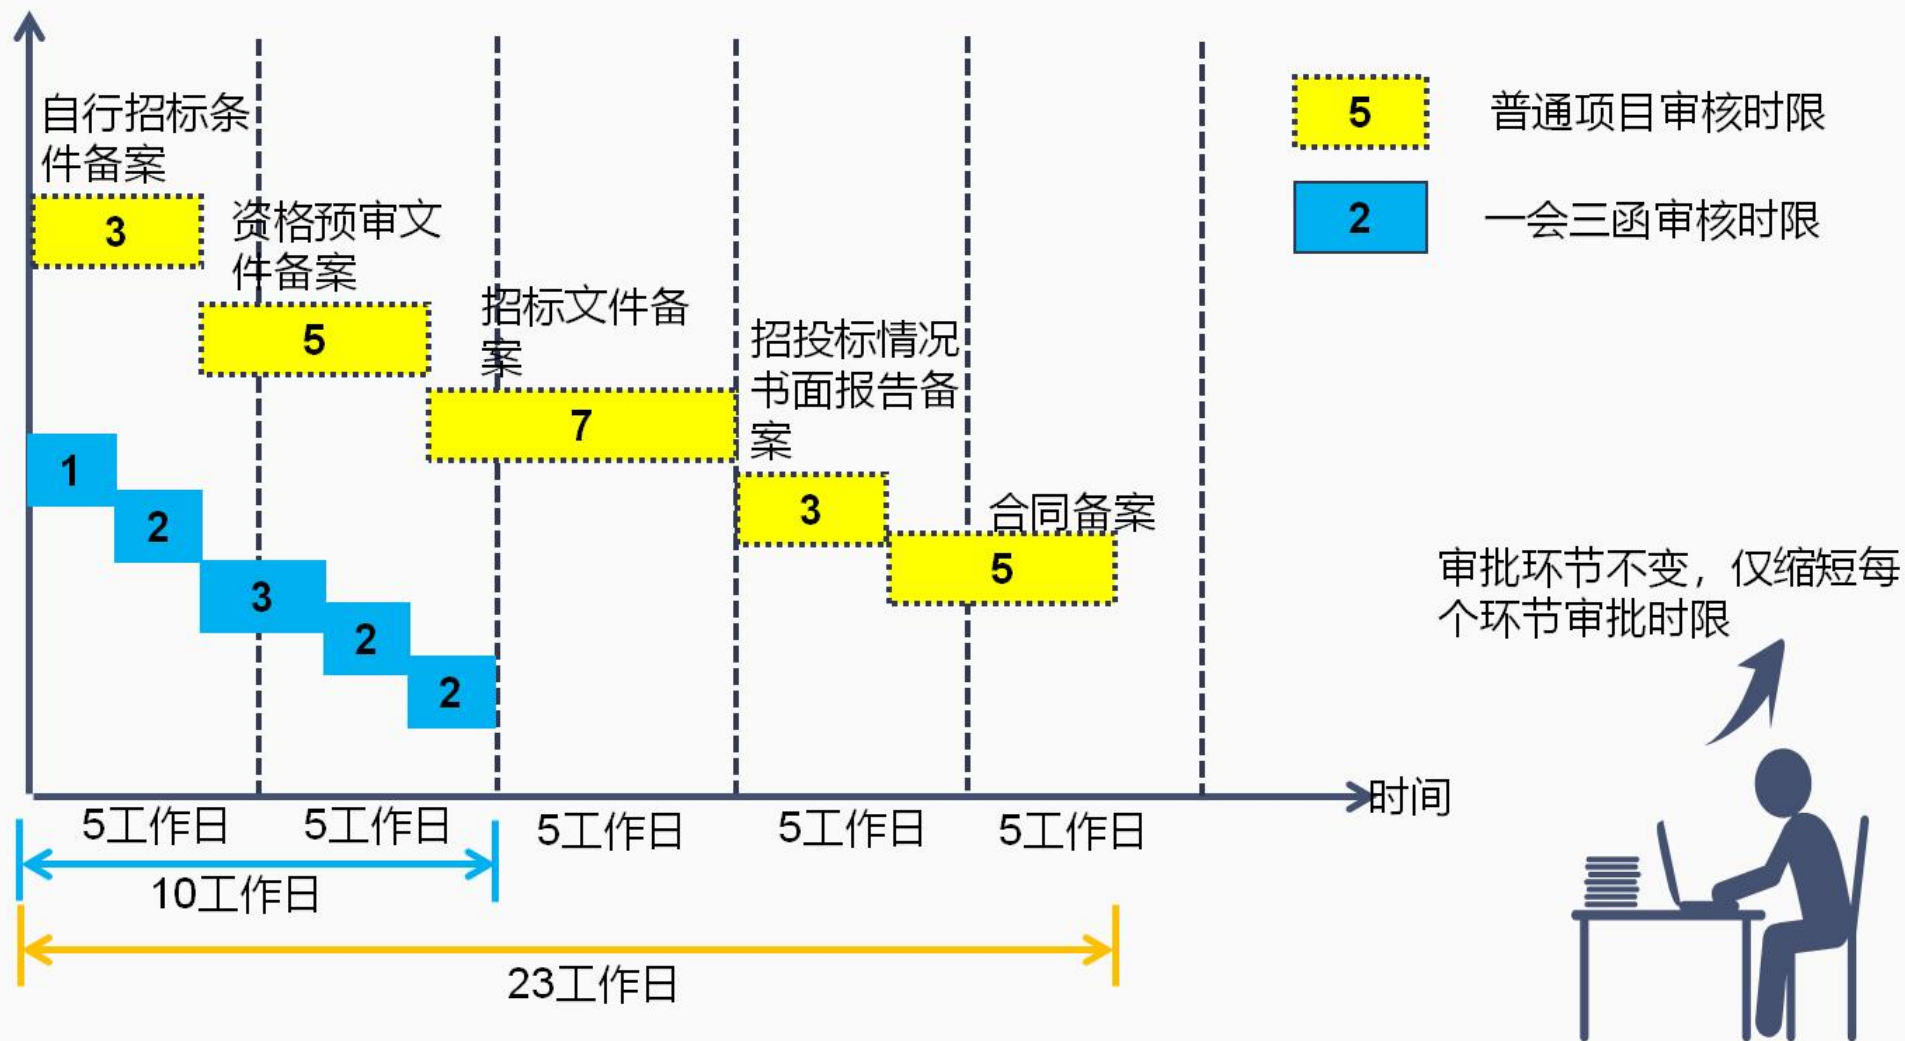 自行招标条
件备案
3
资格预审文
件备案
5
招标文件备
案
7
招投标情况
书面报告备
案
3
合同备案
5
1
2
3
2
2
5
普通项目审核时限
2
一会三函审核时限
审批环节不变，仅缩短每
个环节审批时限
时间
5工作日
5工作日
5工作日
5工作日
5工作日
10工作日
23工作日